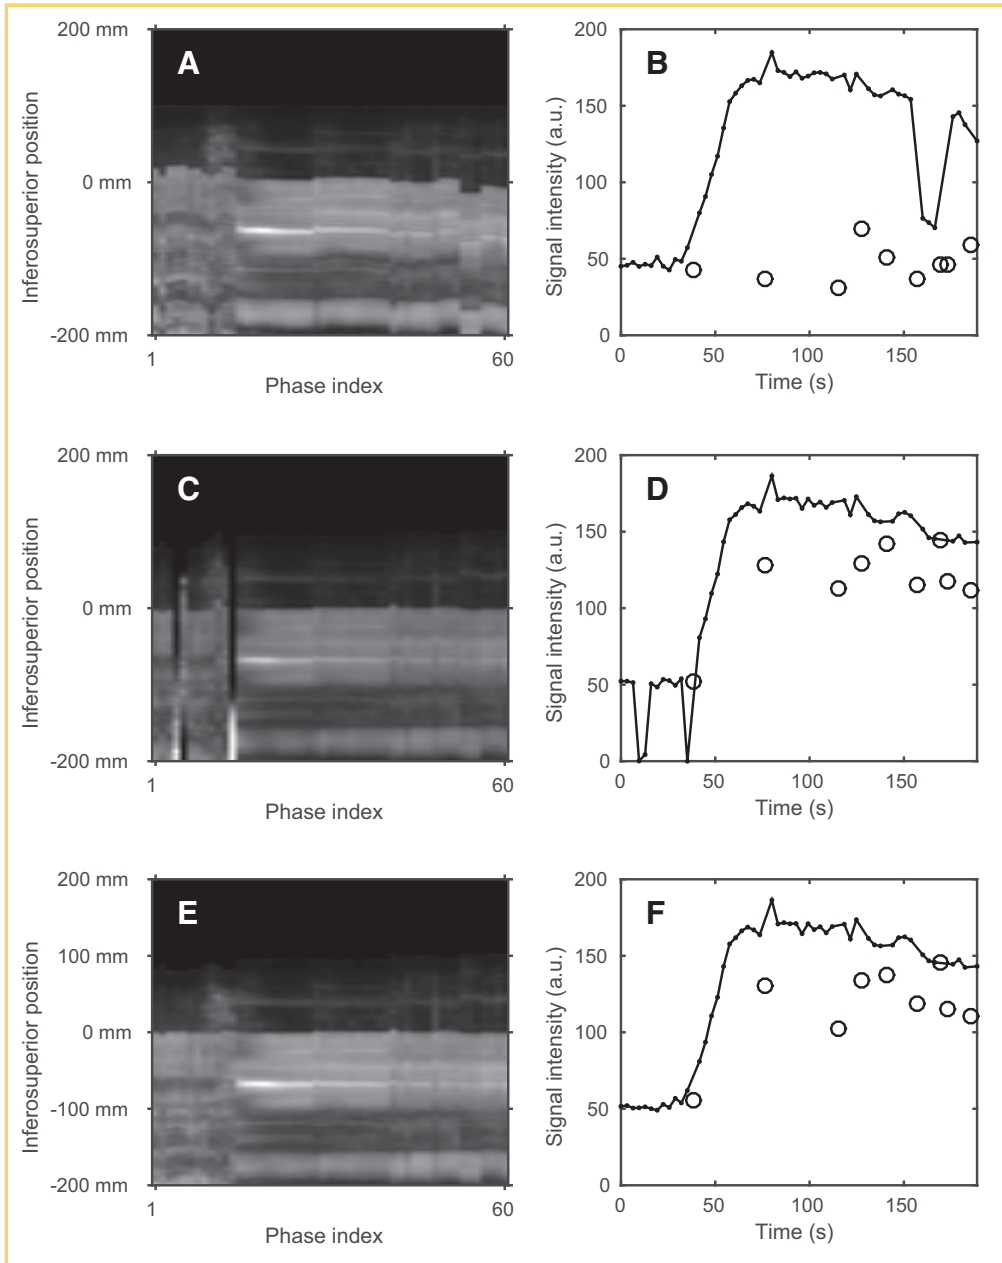 A
200 mm
0 mm
-200 mm
Inferosuperior position
1
60
Phase index
B
200
150
100
50
0
Signal intensity (a.u.)
0
50
100
150
Time (s)
C
200 mm
0 mm
-200 mm
Inferosuperior position
1
60
Phase index
D
200
150
100
50
0
Signal intensity (a.u.)
0
50
100
150
Time (s)
E
200 mm
100 mm
0 mm
-100 mm
-200 mm
Inferosuperior position
1
60
Phase index
F
200
150
100
50
0
Signal intensity (a.u.)
0
50
100
150
Time (s)